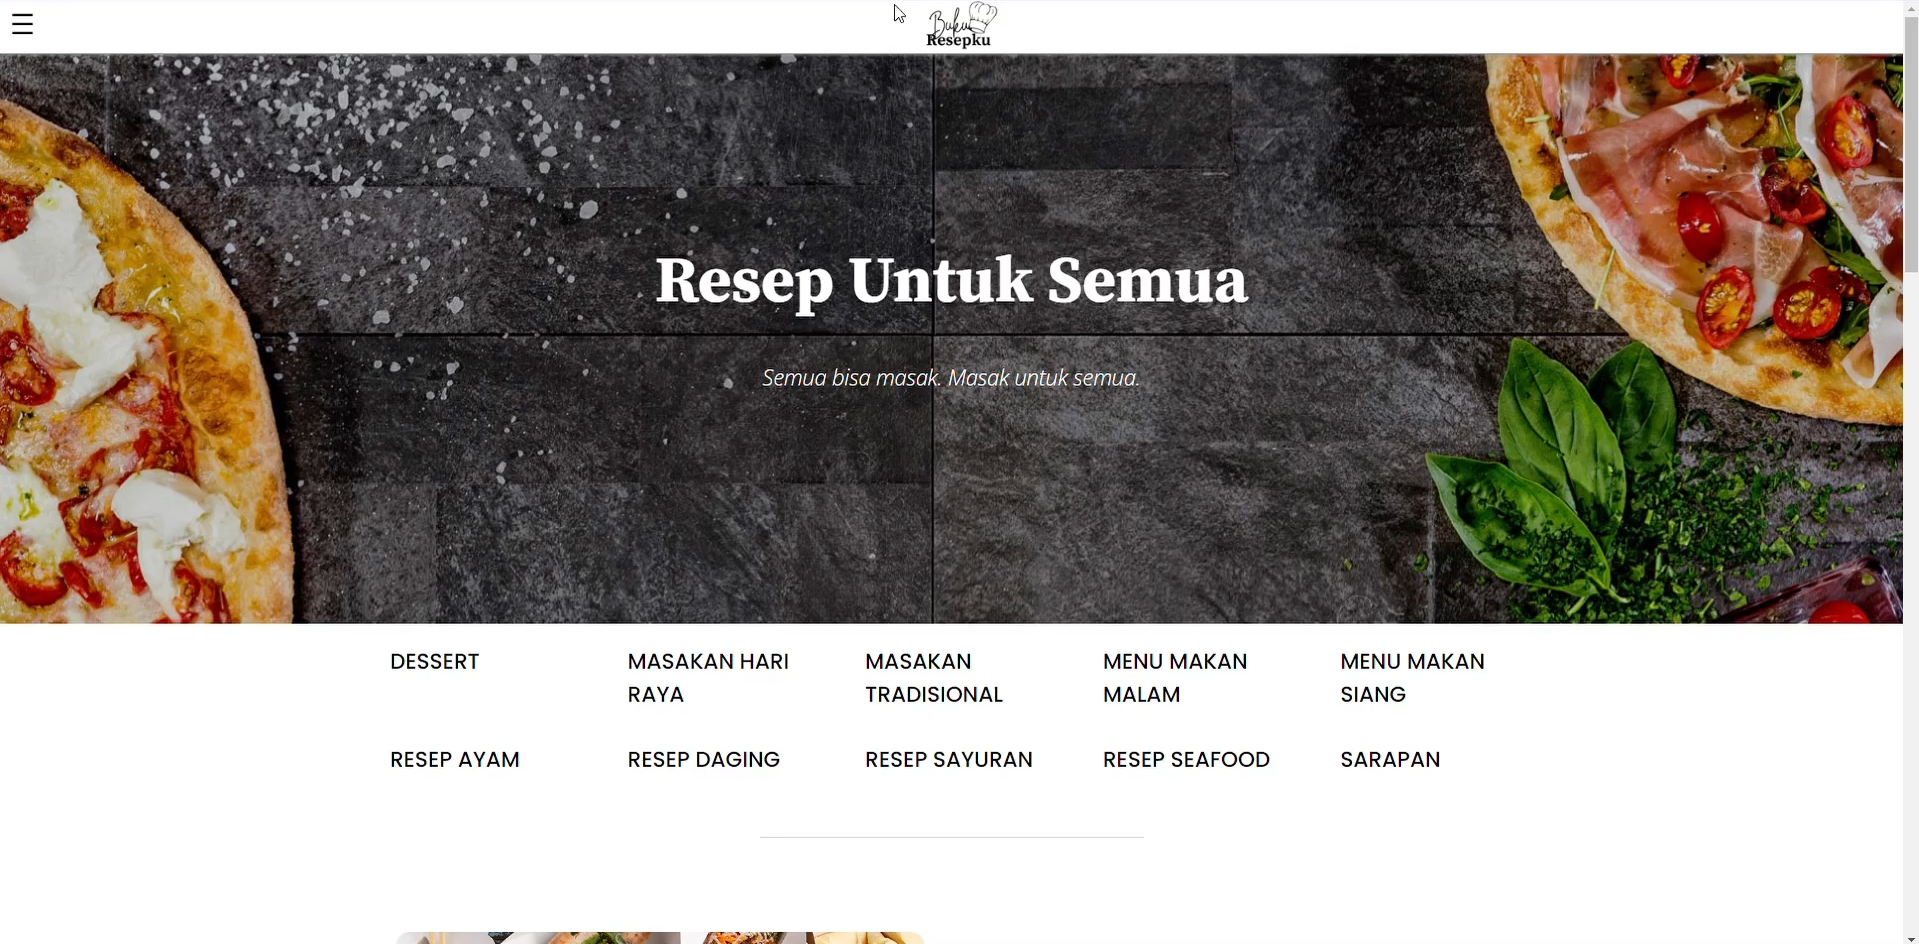 Buku
Resepku
Resep Untuk Semua
Semua bisa masak. Masak untuk semua.
DESSERT
MASAKAN HARI
RAYA
MASAKAN
TRADISIONAL
MENU MAKAN
MALAM
MENU MAKAN
SIANG
RESEP AYAM
RESEP DAGING
RESEP SAYURAN
RESEP SEAFOOD
SARAPAN